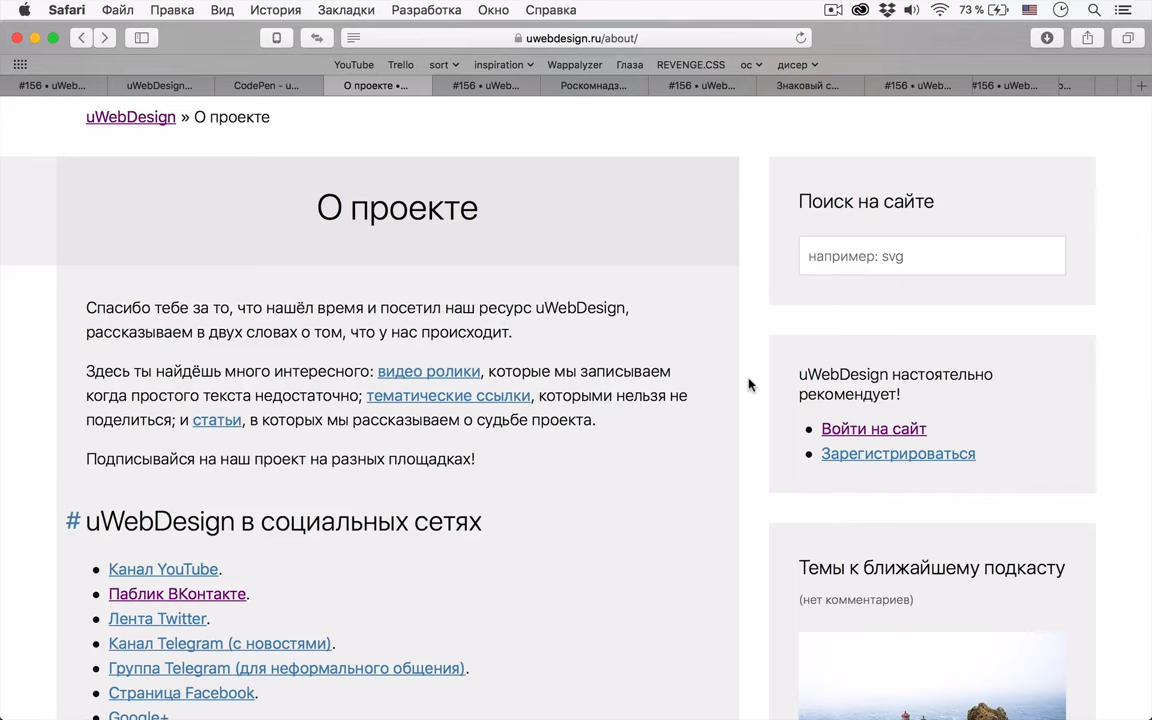 Safari Файл Правка Вид История Закладки Разработка Окно Справка 73 %
uwebdesign.ru/about/
YouTube Trello sort inspiration Wappalyzer Глаза REVENGE.CSS ос дисер
#156 • uWeb... uWebDesign... CodePen - u... О проекте •... #156 • uWeb... Роскомнадз... #156 • uWeb... Знаковый с... #156 • uWeb... #156 • uWeb...
uWebDesign » О проекте
О проекте
Спасибо тебе за то, что нашёл время и посетил наш ресурс uWebDesign,
рассказываем в двух словах о том, что у нас происходит.
Здесь ты найдёшь много интересного: видео ролики, которые мы записываем
когда простого текста недостаточно; тематические ссылки, которыми нельзя не
поделиться; и статьи, в которых мы рассказываем о судьбе проекта.
Подписывайся на наш проект на разных площадках!
# uWebDesign в социальных сетях
Канал YouTube.
Паблик ВКонтакте.
Лента Twitter.
Канал Telegram (с новостями).
Группа Telegram (для неформального общения).
Страница Facebook.
Google+
Поиск на сайте
например: svg
uWebDesign настоятельно
рекомендует!
Войти на сайт
Зарегистрироваться
Темы к ближайшему подкасту
(нет комментариев)